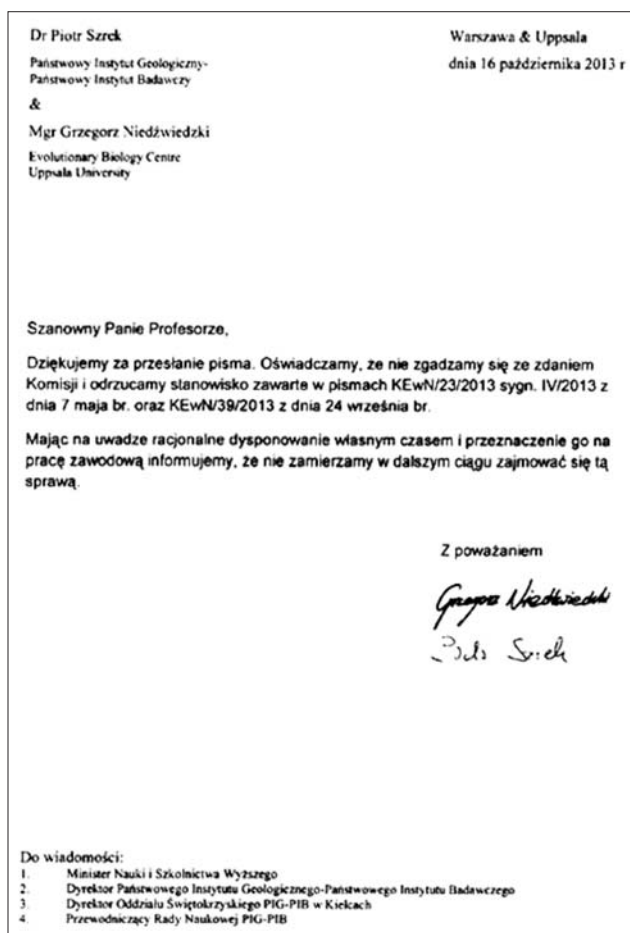 Dr Piotr Szrek
Warszawa & Uppsala
Państwowy Instytut Geologiczny-
dnia 16 października 2013 r
Państwowy Instytut Badawczy
&
Mgr Grzegorz Niedźwiedzki
Evolutionary Biology Centre
Uppsala University
Szanowny Panie Profesorze,
Dziękujemy za przesłanie pisma. Oświadczamy, że nie zgadzamy się ze zdaniem
Komisji i odrzucamy stanowisko zawarte w pismach KEwN/23/2013 sygn. IV/2013 z
dnia 7 maja br. oraz KEwN/39/2013 z dnia 24 września br.
Mając na uwadze racjonalne dysponowanie własnym czasem i przeznaczenie go na
pracę zawodową informujemy, że nie zamierzamy w dalszym ciągu zajmować się tą
sprawą.
Z poważaniem
Grzegorz Niedźwiedzki
Piotr Szrek
Do wiadomości:
1. Minister Nauki i Szkolnictwa Wyższego
2. Dyrektor Państwowego Instytutu Geologicznego-Państwowego Instytutu Badawczego
3. Dyrektor Oddziału Świętokrzyskiego PIG-PIB w Kielcach
4. Przewodniczący Rady Naukowej PIG-PIB